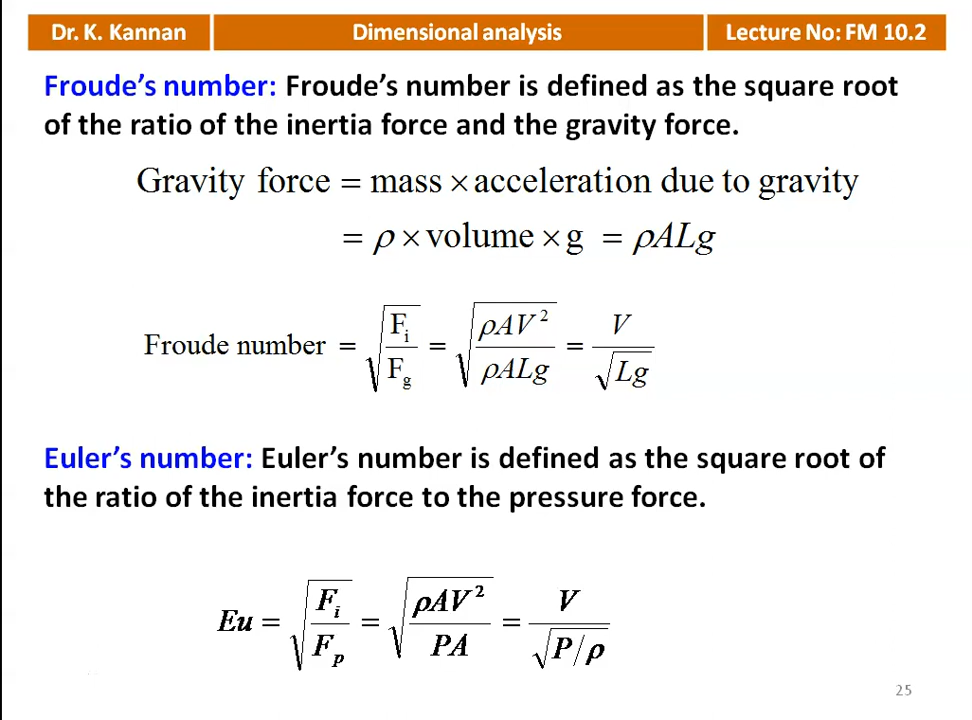 Dr. K. Kannan
Dimensional analysis
Lecture No: FM 10.2
Froude's number: Froude's number is defined as the square root
of the ratio of the inertia force and the gravity force.
Gravity force = mass × acceleration due to gravity
= ρ × volume × g = ρALg
Froude number = √(F_i/F_g) = √(ρAV²/ρALg) = V/√(Lg)
Euler's number: Euler's number is defined as the square root of
the ratio of the inertia force to the pressure force.
Eu = √(F_i/F_p) = √(ρAV²/PA) = V/√(P/ρ)
25